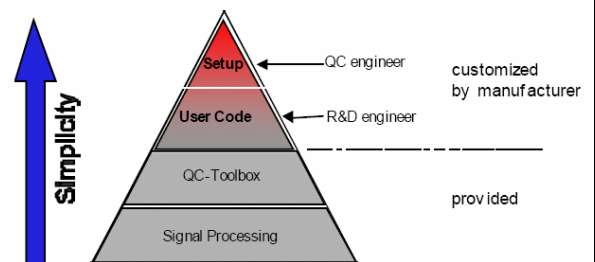 Simplicity
Setup
QC engineer
customized
by manufacturer
User Code
R&D engineer
QC-Toolbox
provided
Signal Processing